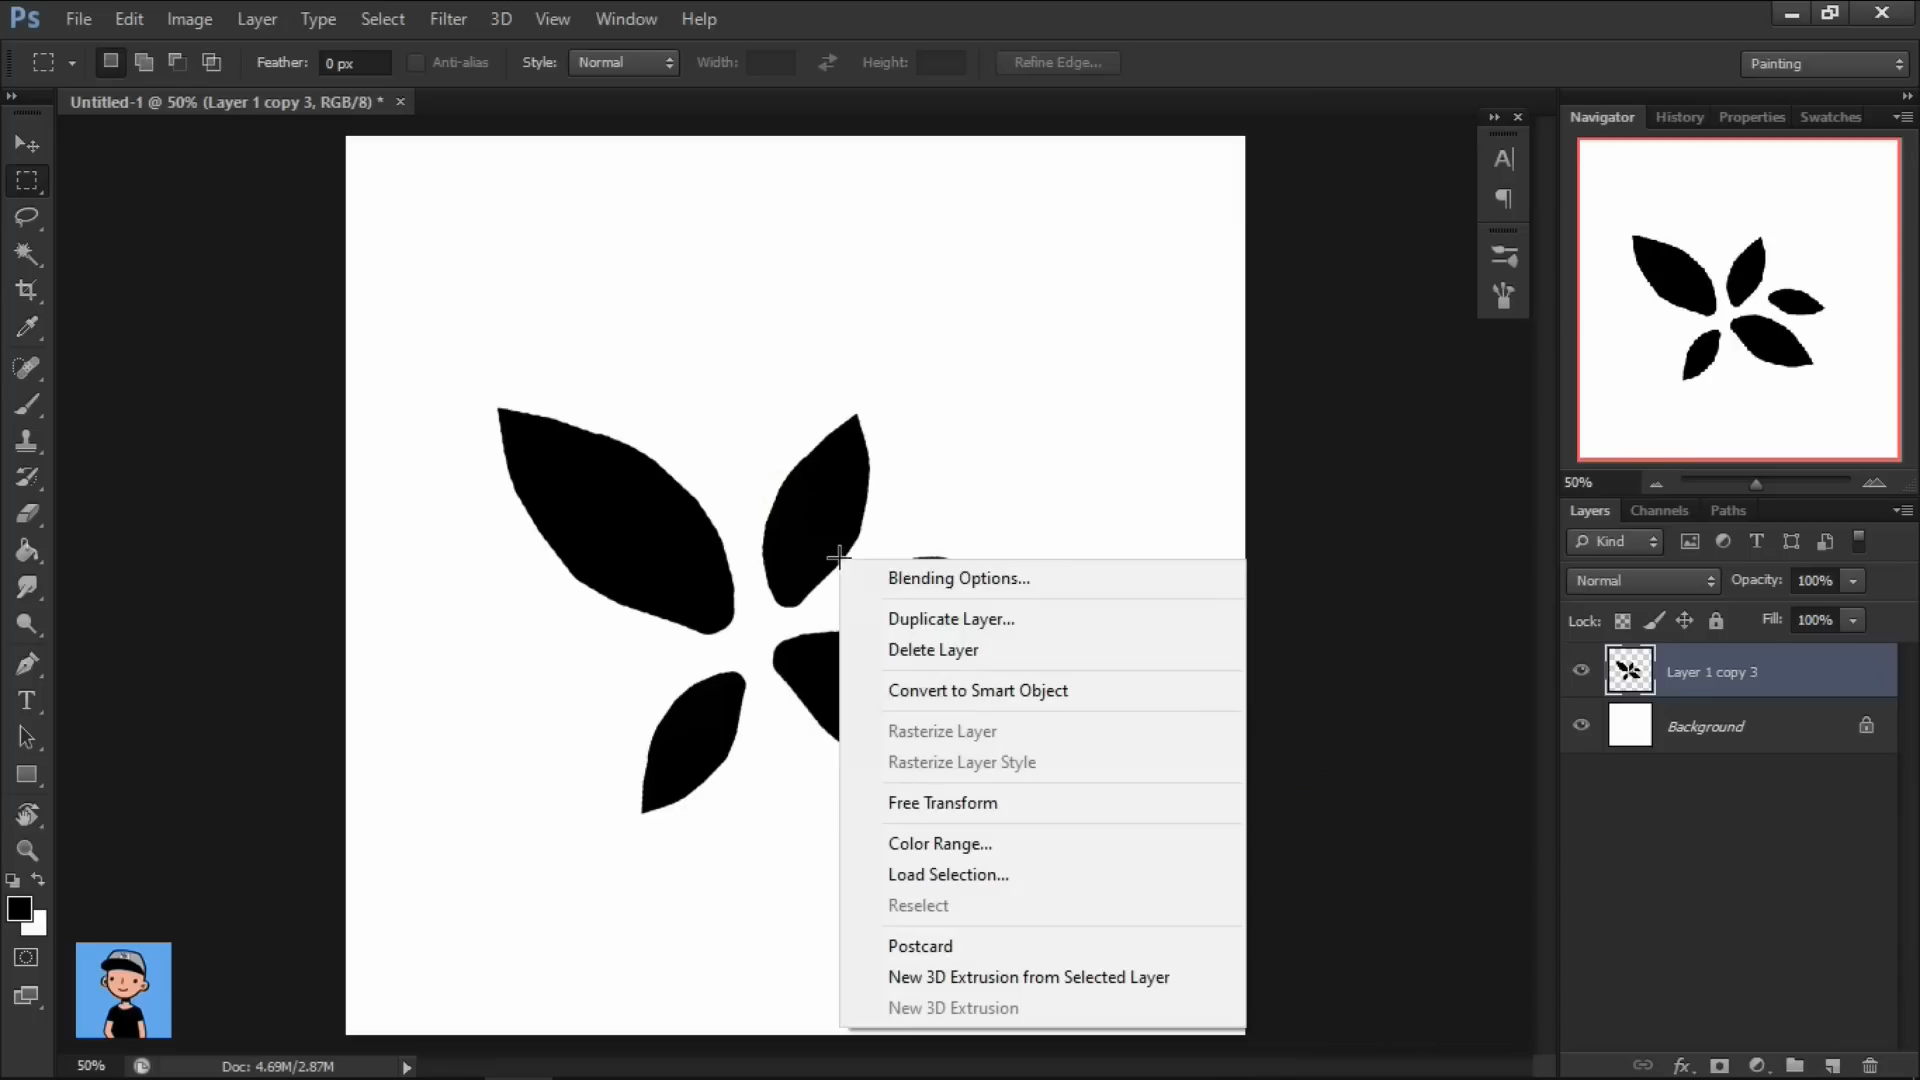 Ps File Edit Image Layer Type Select Filter 3D View Window Help
Feather: 0 px Anti-alias Style: Normal Width: Height: Refine Edge... Painting
Untitled-1 @ 50% (Layer 1 copy 3, RGB/8) *
Navigator History Properties Swatches
50%
Layers Channels Paths
Kind
Normal Opacity: 100%
Lock: Fill: 100%
Layer 1 copy 3
Background
Blending Options...
Duplicate Layer...
Delete Layer
Convert to Smart Object
Rasterize Layer
Rasterize Layer Style
Free Transform
Color Range...
Load Selection...
Reselect
Postcard
New 3D Extrusion from Selected Layer
New 3D Extrusion
50% Doc: 4.69M/2.87M